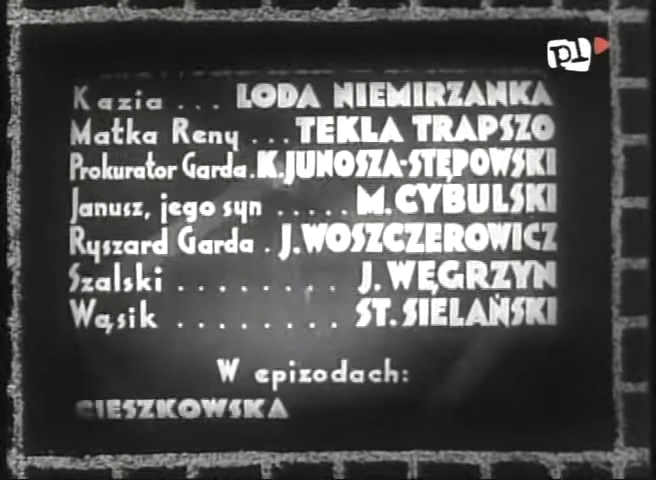 Kazia ... LODA NIEMIRZANKA
Matka Reny ... TEKLA TRAPSZO
Prokurator Garda. K. JUNOSZA-STĘPOWSKI
Janusz, jego syn ..... M. CYBULSKI
Ryszard Garda . J. WOSZCZEROWICZ
Szalski ........ J. WĘGRZYN
Wąsik ........ ST. SIELAŃSKI
W epizodach:
CIESZKOWSKA